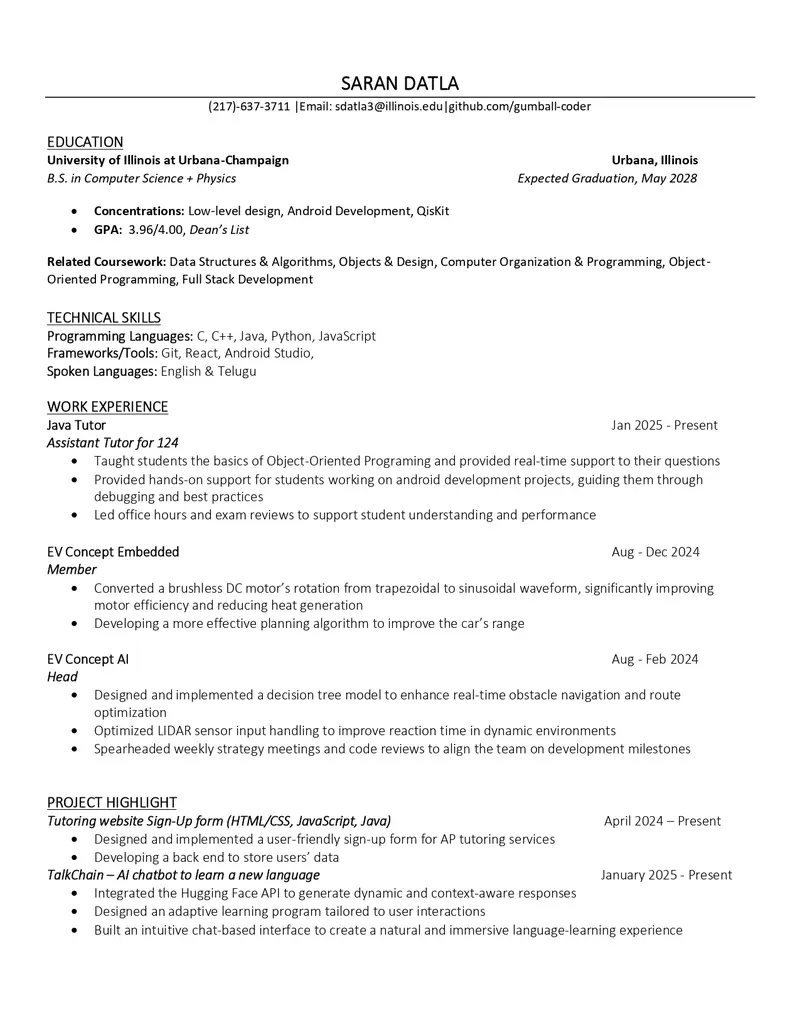 SARAN DATLA
(217)-637-3711 |Email: sdatla3@illinois.edu|github.com/gumball-coder
EDUCATION
University of Illinois at Urbana-Champaign Urbana, Illinois
B.S. in Computer Science + Physics Expected Graduation, May 2028
• Concentrations: Low-level design, Android Development, QisKit
• GPA: 3.96/4.00, Dean's List
Related Coursework: Data Structures & Algorithms, Objects & Design, Computer Organization & Programming, Object-
Oriented Programming, Full Stack Development
TECHNICAL SKILLS
Programming Languages: C, C++, Java, Python, JavaScript
Frameworks/Tools: Git, React, Android Studio,
Spoken Languages: English & Telugu
WORK EXPERIENCE
Java Tutor Jan 2025 - Present
Assistant Tutor for 124
• Taught students the basics of Object-Oriented Programing and provided real-time support to their questions
• Provided hands-on support for students working on android development projects, guiding them through
debugging and best practices
• Led office hours and exam reviews to support student understanding and performance
EV Concept Embedded Aug - Dec 2024
Member
• Converted a brushless DC motor's rotation from trapezoidal to sinusoidal waveform, significantly improving
motor efficiency and reducing heat generation
• Developing a more effective planning algorithm to improve the car's range
EV Concept AI Aug - Feb 2024
Head
• Designed and implemented a decision tree model to enhance real-time obstacle navigation and route
optimization
• Optimized LIDAR sensor input handling to improve reaction time in dynamic environments
• Spearheaded weekly strategy meetings and code reviews to align the team on development milestones
PROJECT HIGHLIGHT
Tutoring website Sign-Up form (HTML/CSS, JavaScript, Java) April 2024 – Present
• Designed and implemented a user-friendly sign-up form for AP tutoring services
• Developing a back end to store users' data
TalkChain – AI chatbot to learn a new language January 2025 - Present
• Integrated the Hugging Face API to generate dynamic and context-aware responses
• Designed an adaptive learning program tailored to user interactions
• Built an intuitive chat-based interface to create a natural and immersive language-learning experience